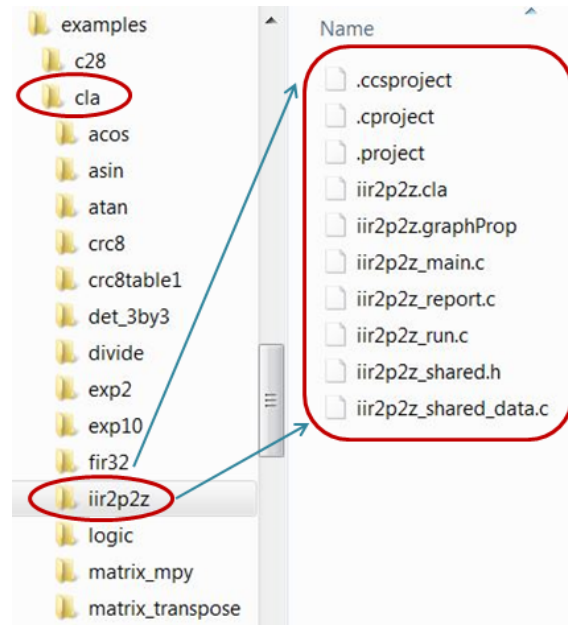 examples
c28
cla
acos
asin
atan
crc8
crc8table1
det_3by3
divide
exp2
exp10
fir32
iir2p2z
logic
matrix_mpy
matrix_transpose
Name
.ccsproject
.cproject
.project
iir2p2z.cla
iir2p2z.graphProp
iir2p2z_main.c
iir2p2z_report.c
iir2p2z_run.c
iir2p2z_shared.h
iir2p2z_shared_data.c